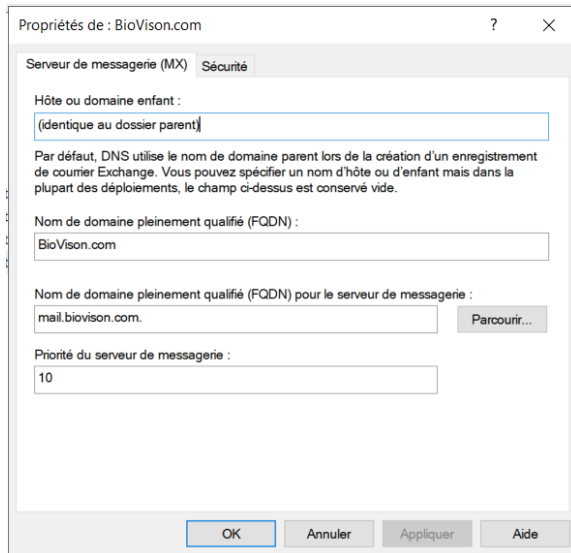 Propriétés de : BioVison.com
?
Serveur de messagerie (MX)
Sécurité
Hôte ou domaine enfant :
(identique au dossier parent)
Par défaut, DNS utilise le nom de domaine parent lors de la création d'un enregistrement
de courrier Exchange. Vous pouvez spécifier un nom d'hôte ou d'enfant mais dans la
plupart des déploiements, le champ ci-dessus est conservé vide.
Nom de domaine pleinement qualifié (FQDN) :
BioVison.com
Nom de domaine pleinement qualifié (FQDN) pour le serveur de messagerie :
mail.biovison.com.
Parcourir...
Priorité du serveur de messagerie :
10
OK
Annuler
Appliquer
Aide